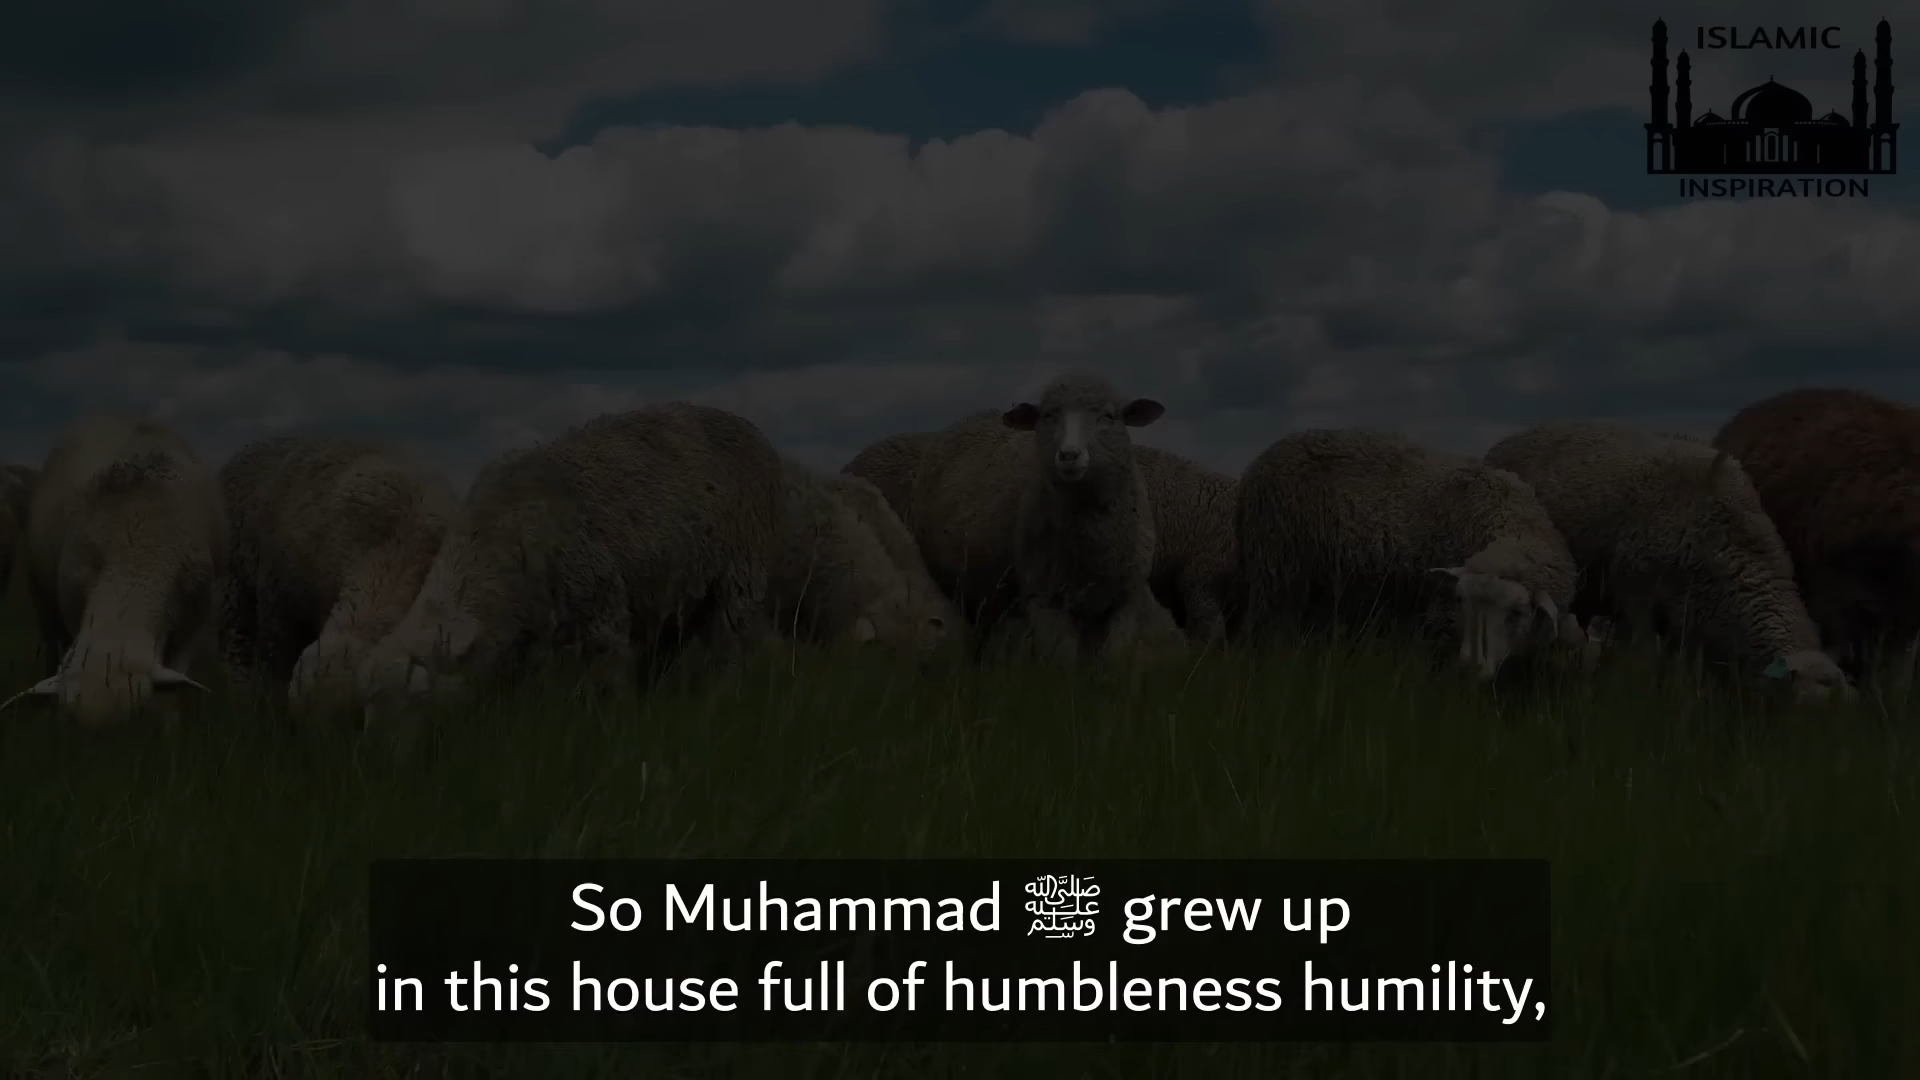 ISLAMIC
INSPIRATION
So Muhammad ﷺ grew up
in this house full of humbleness humility,